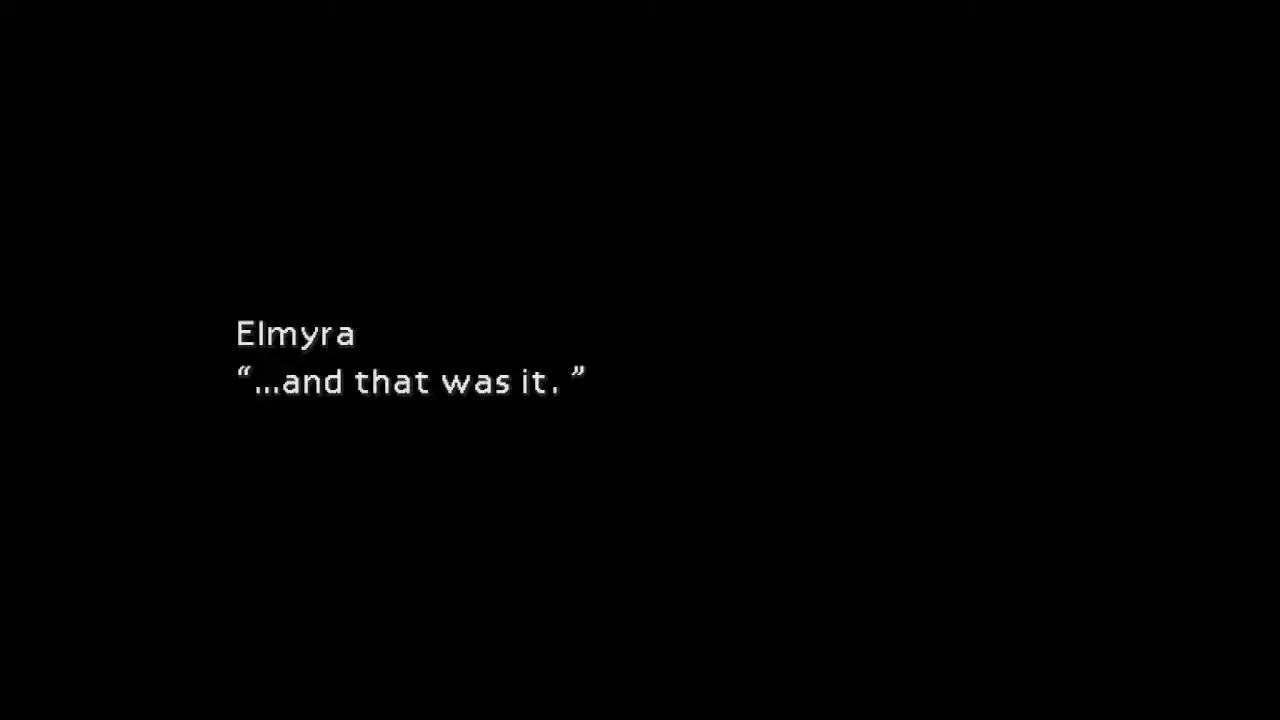 Elmyra
“…and that was it. ”